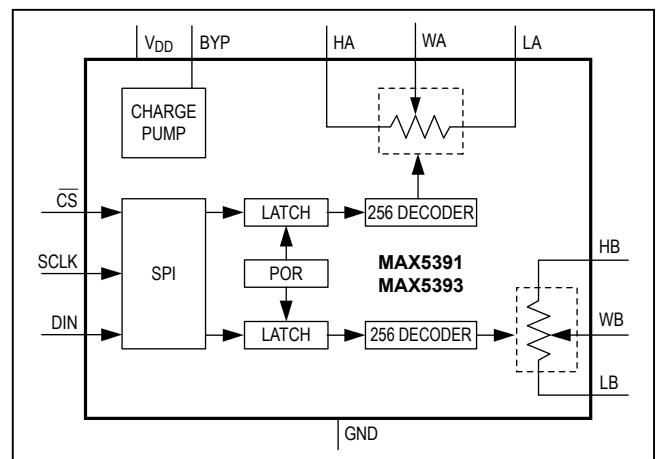 VDD BYP HA WA LA
CHARGE
PUMP
CS
LATCH 256 DECODER
SCLK SPI POR MAX5391
MAX5393
HB
DIN LATCH 256 DECODER WB
LB
GND